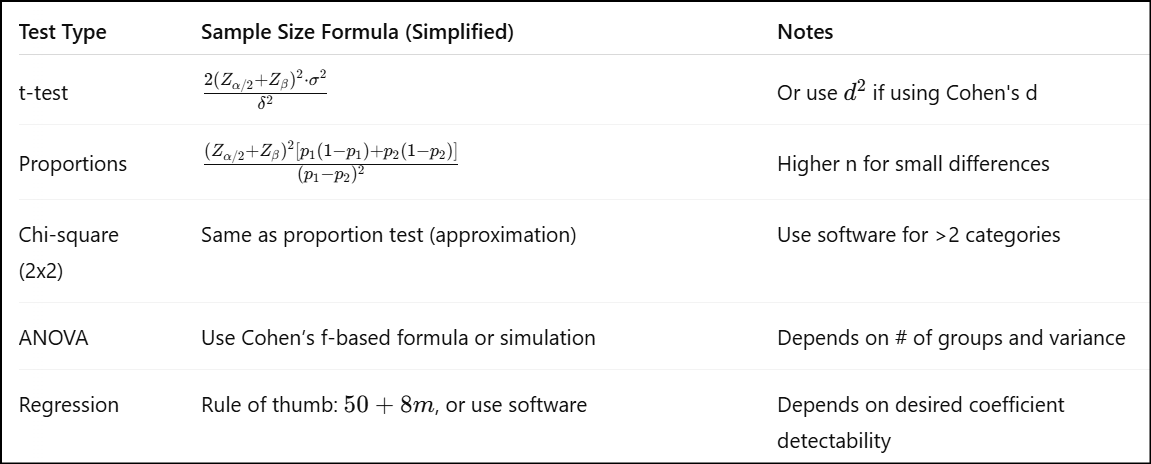 Test Type Sample Size Formula (Simplified) Notes
t-test $\frac{2(Z_{\alpha/2}+Z_{\beta})^2 \cdot \sigma^2}{\delta^2}$ Or use $d^2$ if using Cohen's d
Proportions $\frac{(Z_{\alpha/2}+Z_{\beta})^2[p_1(1-p_1)+p_2(1-p_2)]}{(p_1-p_2)^2}$ Higher n for small differences
Chi-square Same as proportion test (approximation) Use software for >2 categories
(2x2)
ANOVA Use Cohen’s f-based formula or simulation Depends on # of groups and variance
Regression Rule of thumb: $50 + 8m$, or use software Depends on desired coefficient
detectability